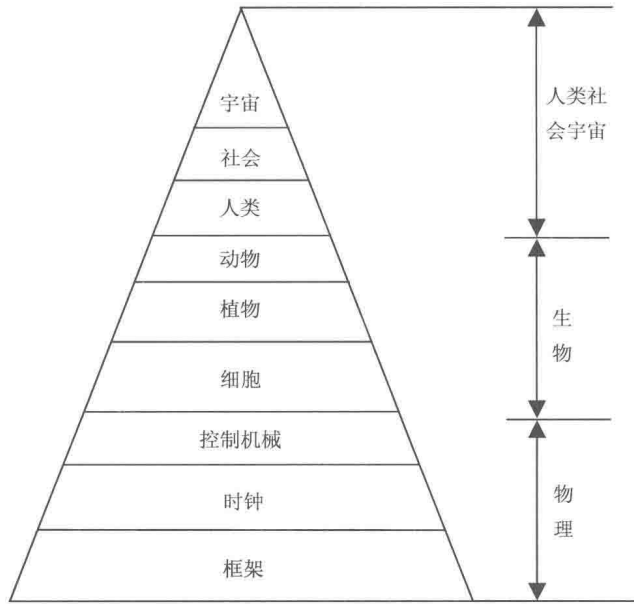 宇宙
社会
人类
动物
植物
细胞
控制机械
时钟
框架
人类社
会宇宙
生
物
物
理